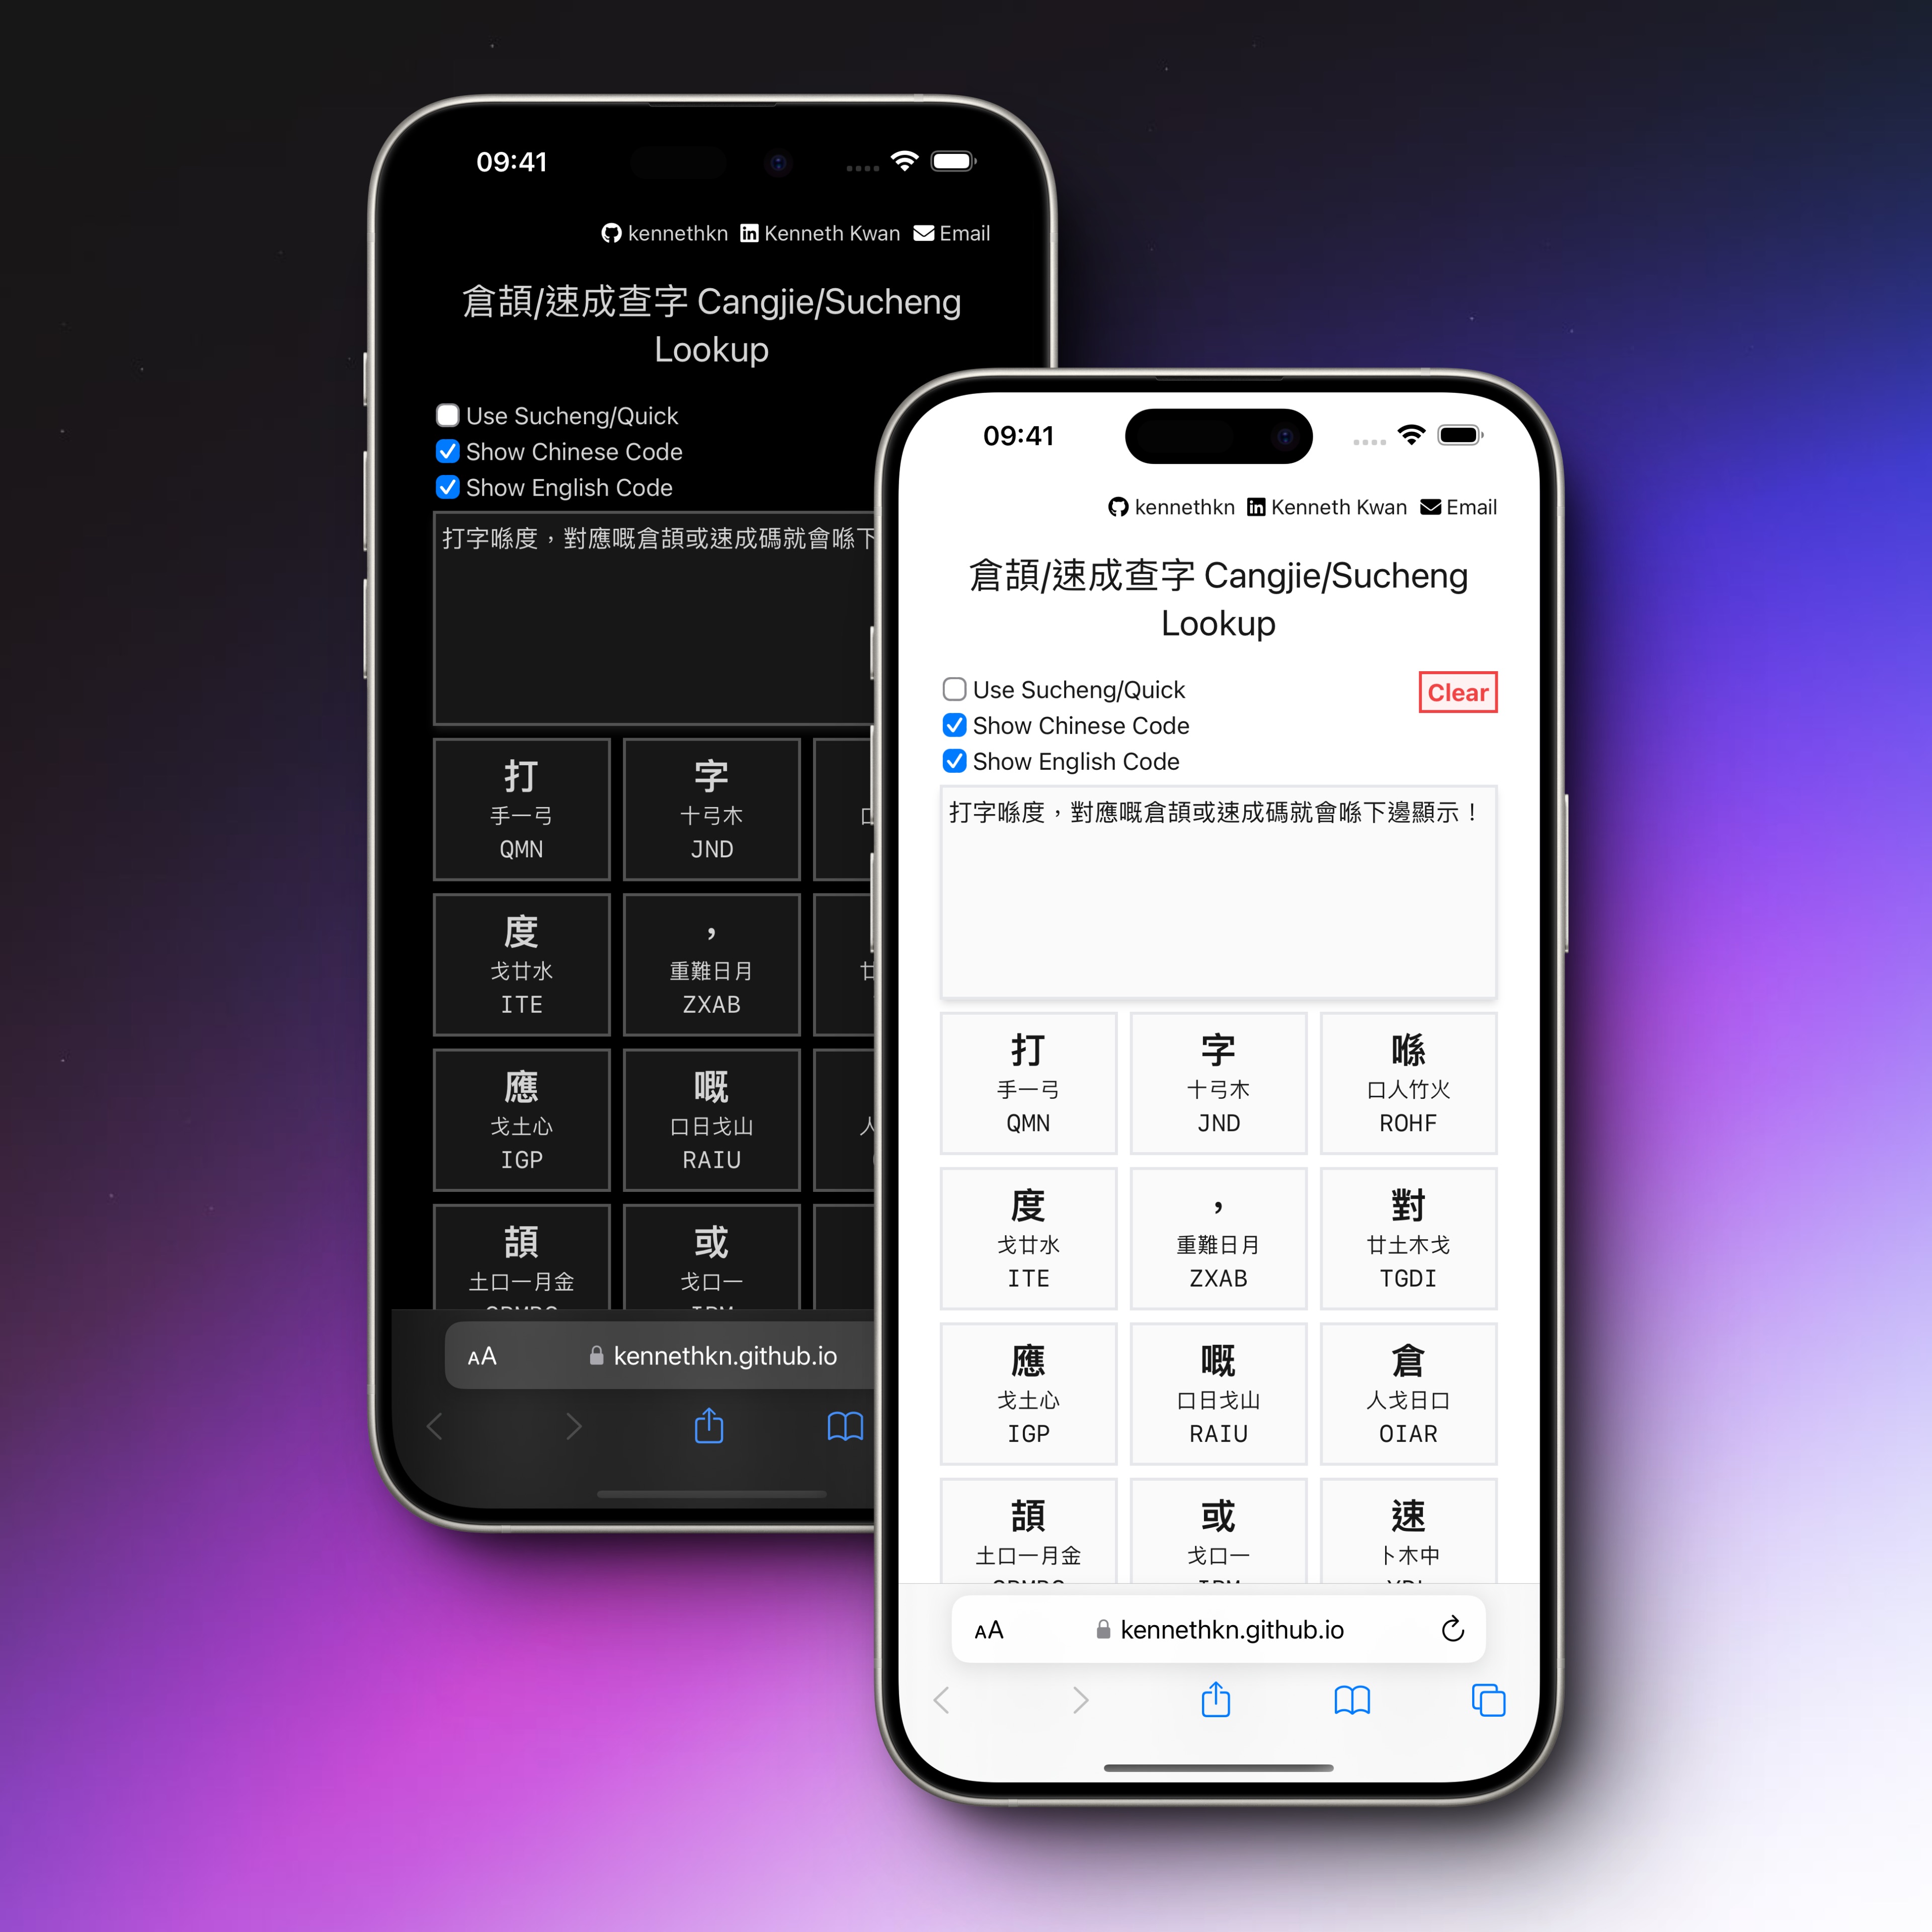 09:41
kennethkn Kenneth Kwan Email
倉頡/速成查字 Cangjie/Sucheng
Lookup
Use Sucheng/Quick
Show Chinese Code
Show English Code
打字喺度，對應嘅倉頡或速成碼就會喺下
打 字
手一弓 十弓木
QMN JND
度 ，
戈廿水 重難日月
ITE ZXAB
應 嘅
戈土心 口日戈山
IGP RAIU
頡 或
土口一月金 戈口一
AA kennethkn.github.io
09:41
kennethkn Kenneth Kwan Email
倉頡/速成查字 Cangjie/Sucheng
Lookup
Use Sucheng/Quick Clear
Show Chinese Code
Show English Code
打字喺度，對應嘅倉頡或速成碼就會喺下邊顯示！
打 字 喺
手一弓 十弓木 口人竹火
QMN JND ROHF
度 ， 對
戈廿水 重難日月 廿土木戈
ITE ZXAB TGDI
應 嘅 倉
戈土心 口日戈山 人戈日口
IGP RAIU OIAR
頡 或 速
土口一月金 戈口一 卜木中
AA kennethkn.github.io